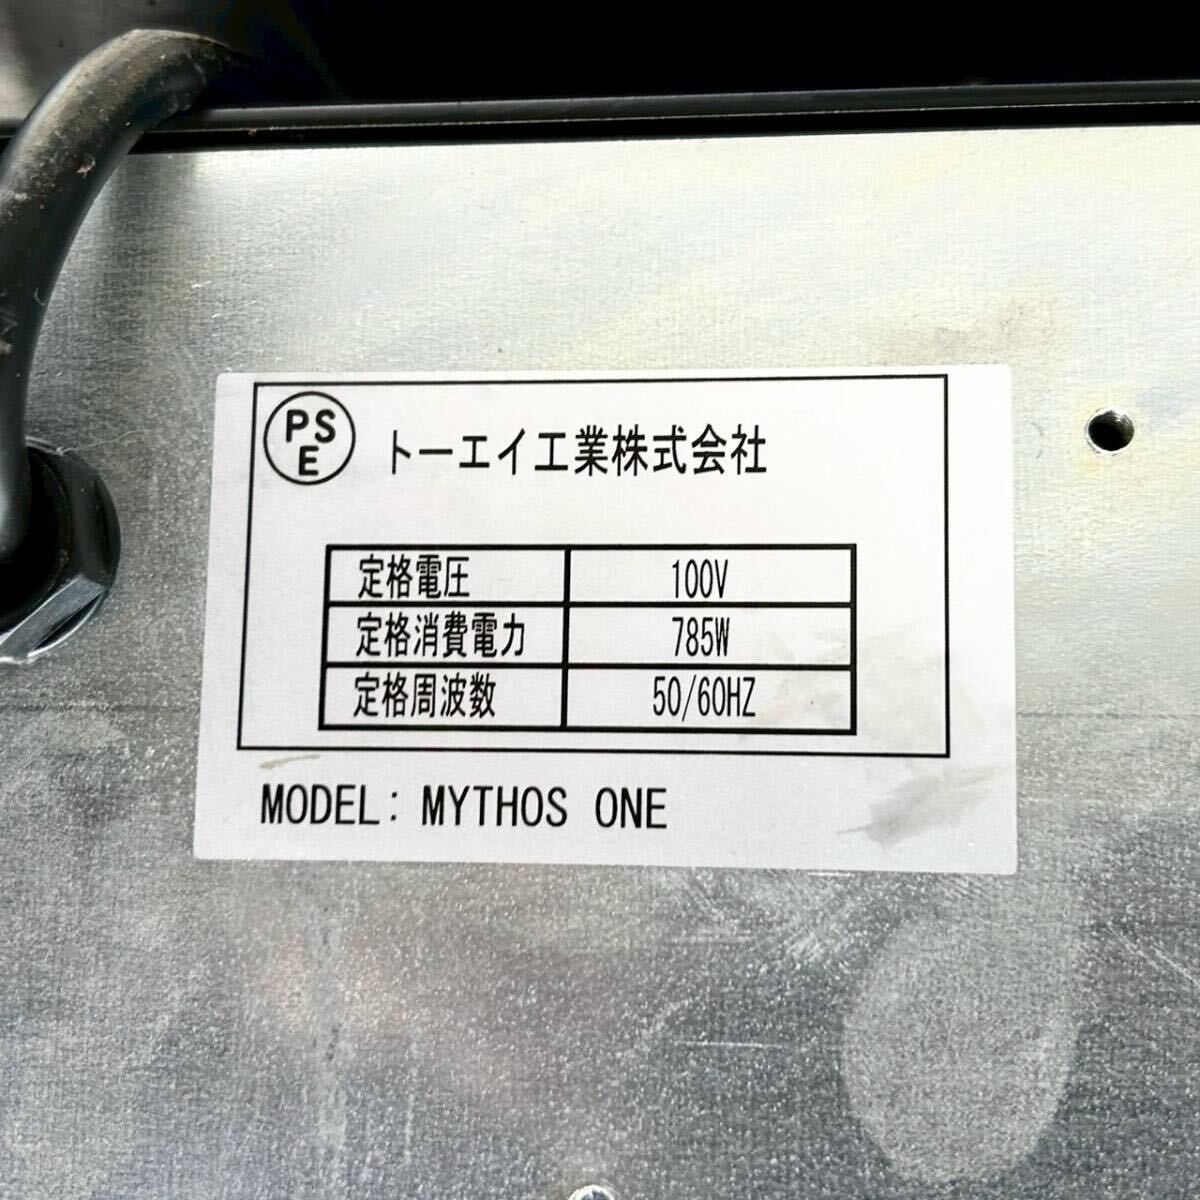 PSE トーエイ工業株式会社
定格電圧 100V
定格消費電力 785W
定格周波数 50/60HZ
MODEL: MYTHOS ONE